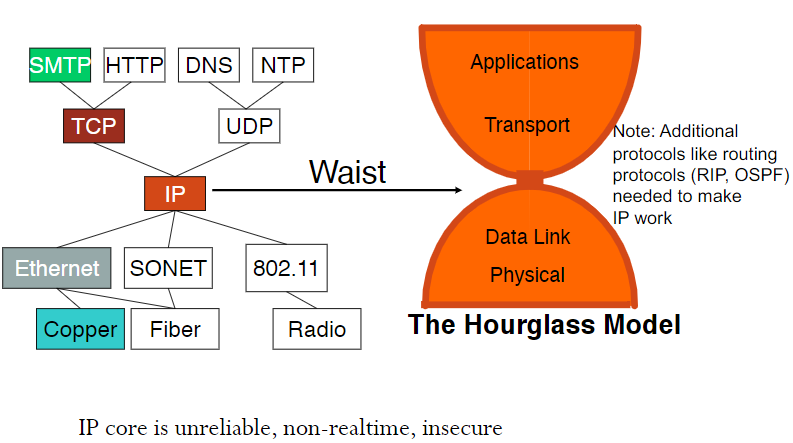 SMTP HTTP DNS NTP
TCP UDP
IP
Ethernet SONET 802.11
Copper Fiber Radio
Waist
Applications
Transport
Data Link
Physical
Note: Additional
protocols like routing
protocols (RIP, OSPF)
needed to make
IP work
The Hourglass Model
IP core is unreliable, non-realtime, insecure